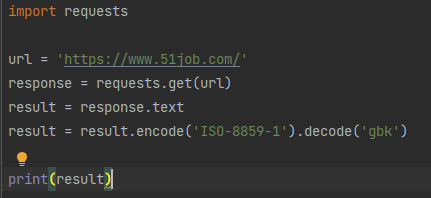 import requests
url = 'https://www.51job.com/'
response = requests.get(url)
result = response.text
result = result.encode('ISO-8859-1').decode('gbk')
print(result)